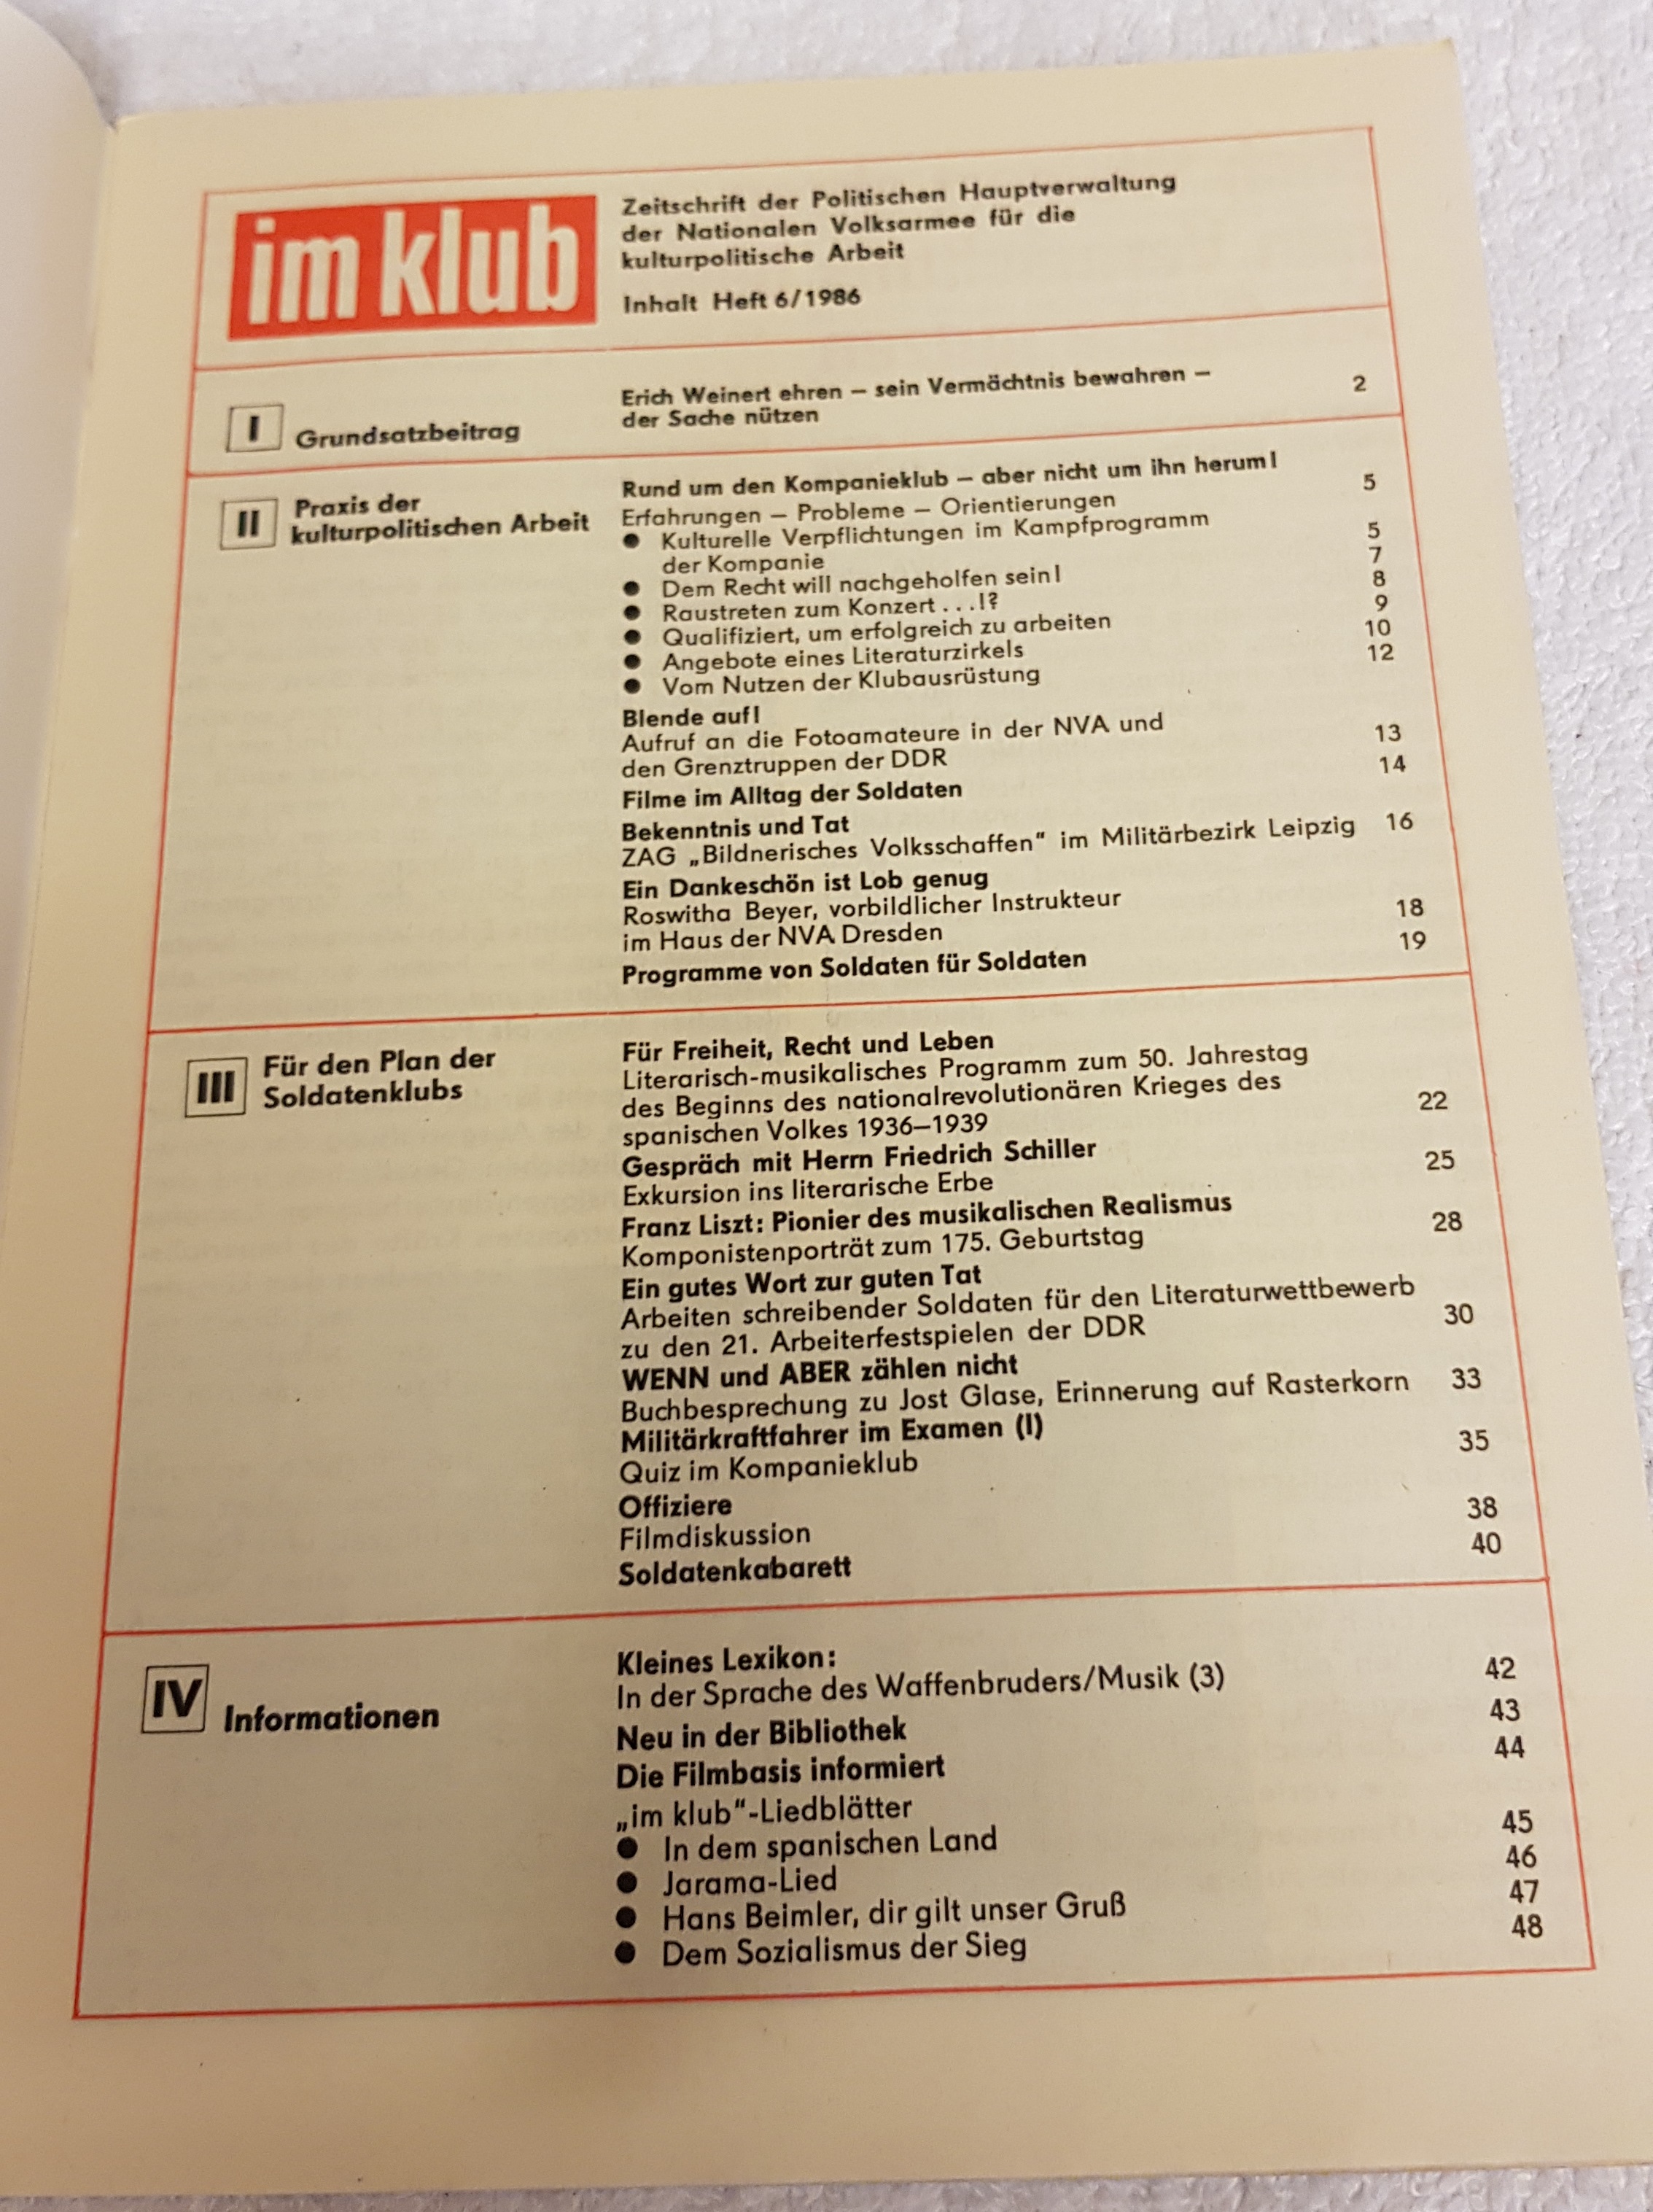 im klub
Zeitschrift der Politischen Hauptverwaltung
der Nationalen Volksarmee für die
kulturpolitische Arbeit
Inhalt Heft 6/1986
I Grundsatzbeitrag
Erich Weinert ehren – sein Vermächtnis bewahren –
der Sache nützen 2
II Praxis der
kulturpolitischen Arbeit
Rund um den Kompanieklub – aber nicht um ihn herum!
Erfahrungen – Probleme – Orientierungen 5
● Kulturelle Verpflichtungen im Kampfprogramm
der Kompanie 5
● Dem Recht will nachgeholfen sein! 7
● Raustreten zum Konzert . . .!? 8
● Qualifiziert, um erfolgreich zu arbeiten 9
● Angebote eines Literaturzirkels 10
● Vom Nutzen der Klubausrüstung 12
Blende auf!
Aufruf an die Fotoamateure in der NVA und
den Grenztruppen der DDR 13
Filme im Alltag der Soldaten 14
Bekenntnis und Tat
ZAG „Bildnerisches Volksschaffen“ im Militärbezirk Leipzig 16
Ein Dankeschön ist Lob genug
Roswitha Beyer, vorbildlicher Instrukteur
im Haus der NVA Dresden 18
Programme von Soldaten für Soldaten 19
III Für den Plan der
Soldatenklubs
Für Freiheit, Recht und Leben
Literarisch-musikalisches Programm zum 50. Jahrestag
des Beginns des nationalrevolutionären Krieges des
spanischen Volkes 1936–1939 22
Gespräch mit Herrn Friedrich Schiller
Exkursion ins literarische Erbe 25
Franz Liszt: Pionier des musikalischen Realismus
Komponistenporträt zum 175. Geburtstag 28
Ein gutes Wort zur guten Tat
Arbeiten schreibender Soldaten für den Literaturwettbewerb
zu den 21. Arbeiterfestspielen der DDR 30
WENN und ABER zählen nicht
Buchbesprechung zu Jost Glase, Erinnerung auf Rasterkorn 33
Militärkraftfahrer im Examen (I)
Quiz im Kompanieklub 35
Offiziere
Filmdiskussion 38
Soldatenkabarett 40
IV Informationen
Kleines Lexikon:
In der Sprache des Waffenbruders/Musik (3) 42
Neu in der Bibliothek 43
Die Filmbasis informiert 44
„im klub“-Liedblätter
● In dem spanischen Land 45
● Jarama-Lied 46
● Hans Beimler, dir gilt unser Gruß 47
● Dem Sozialismus der Sieg 48